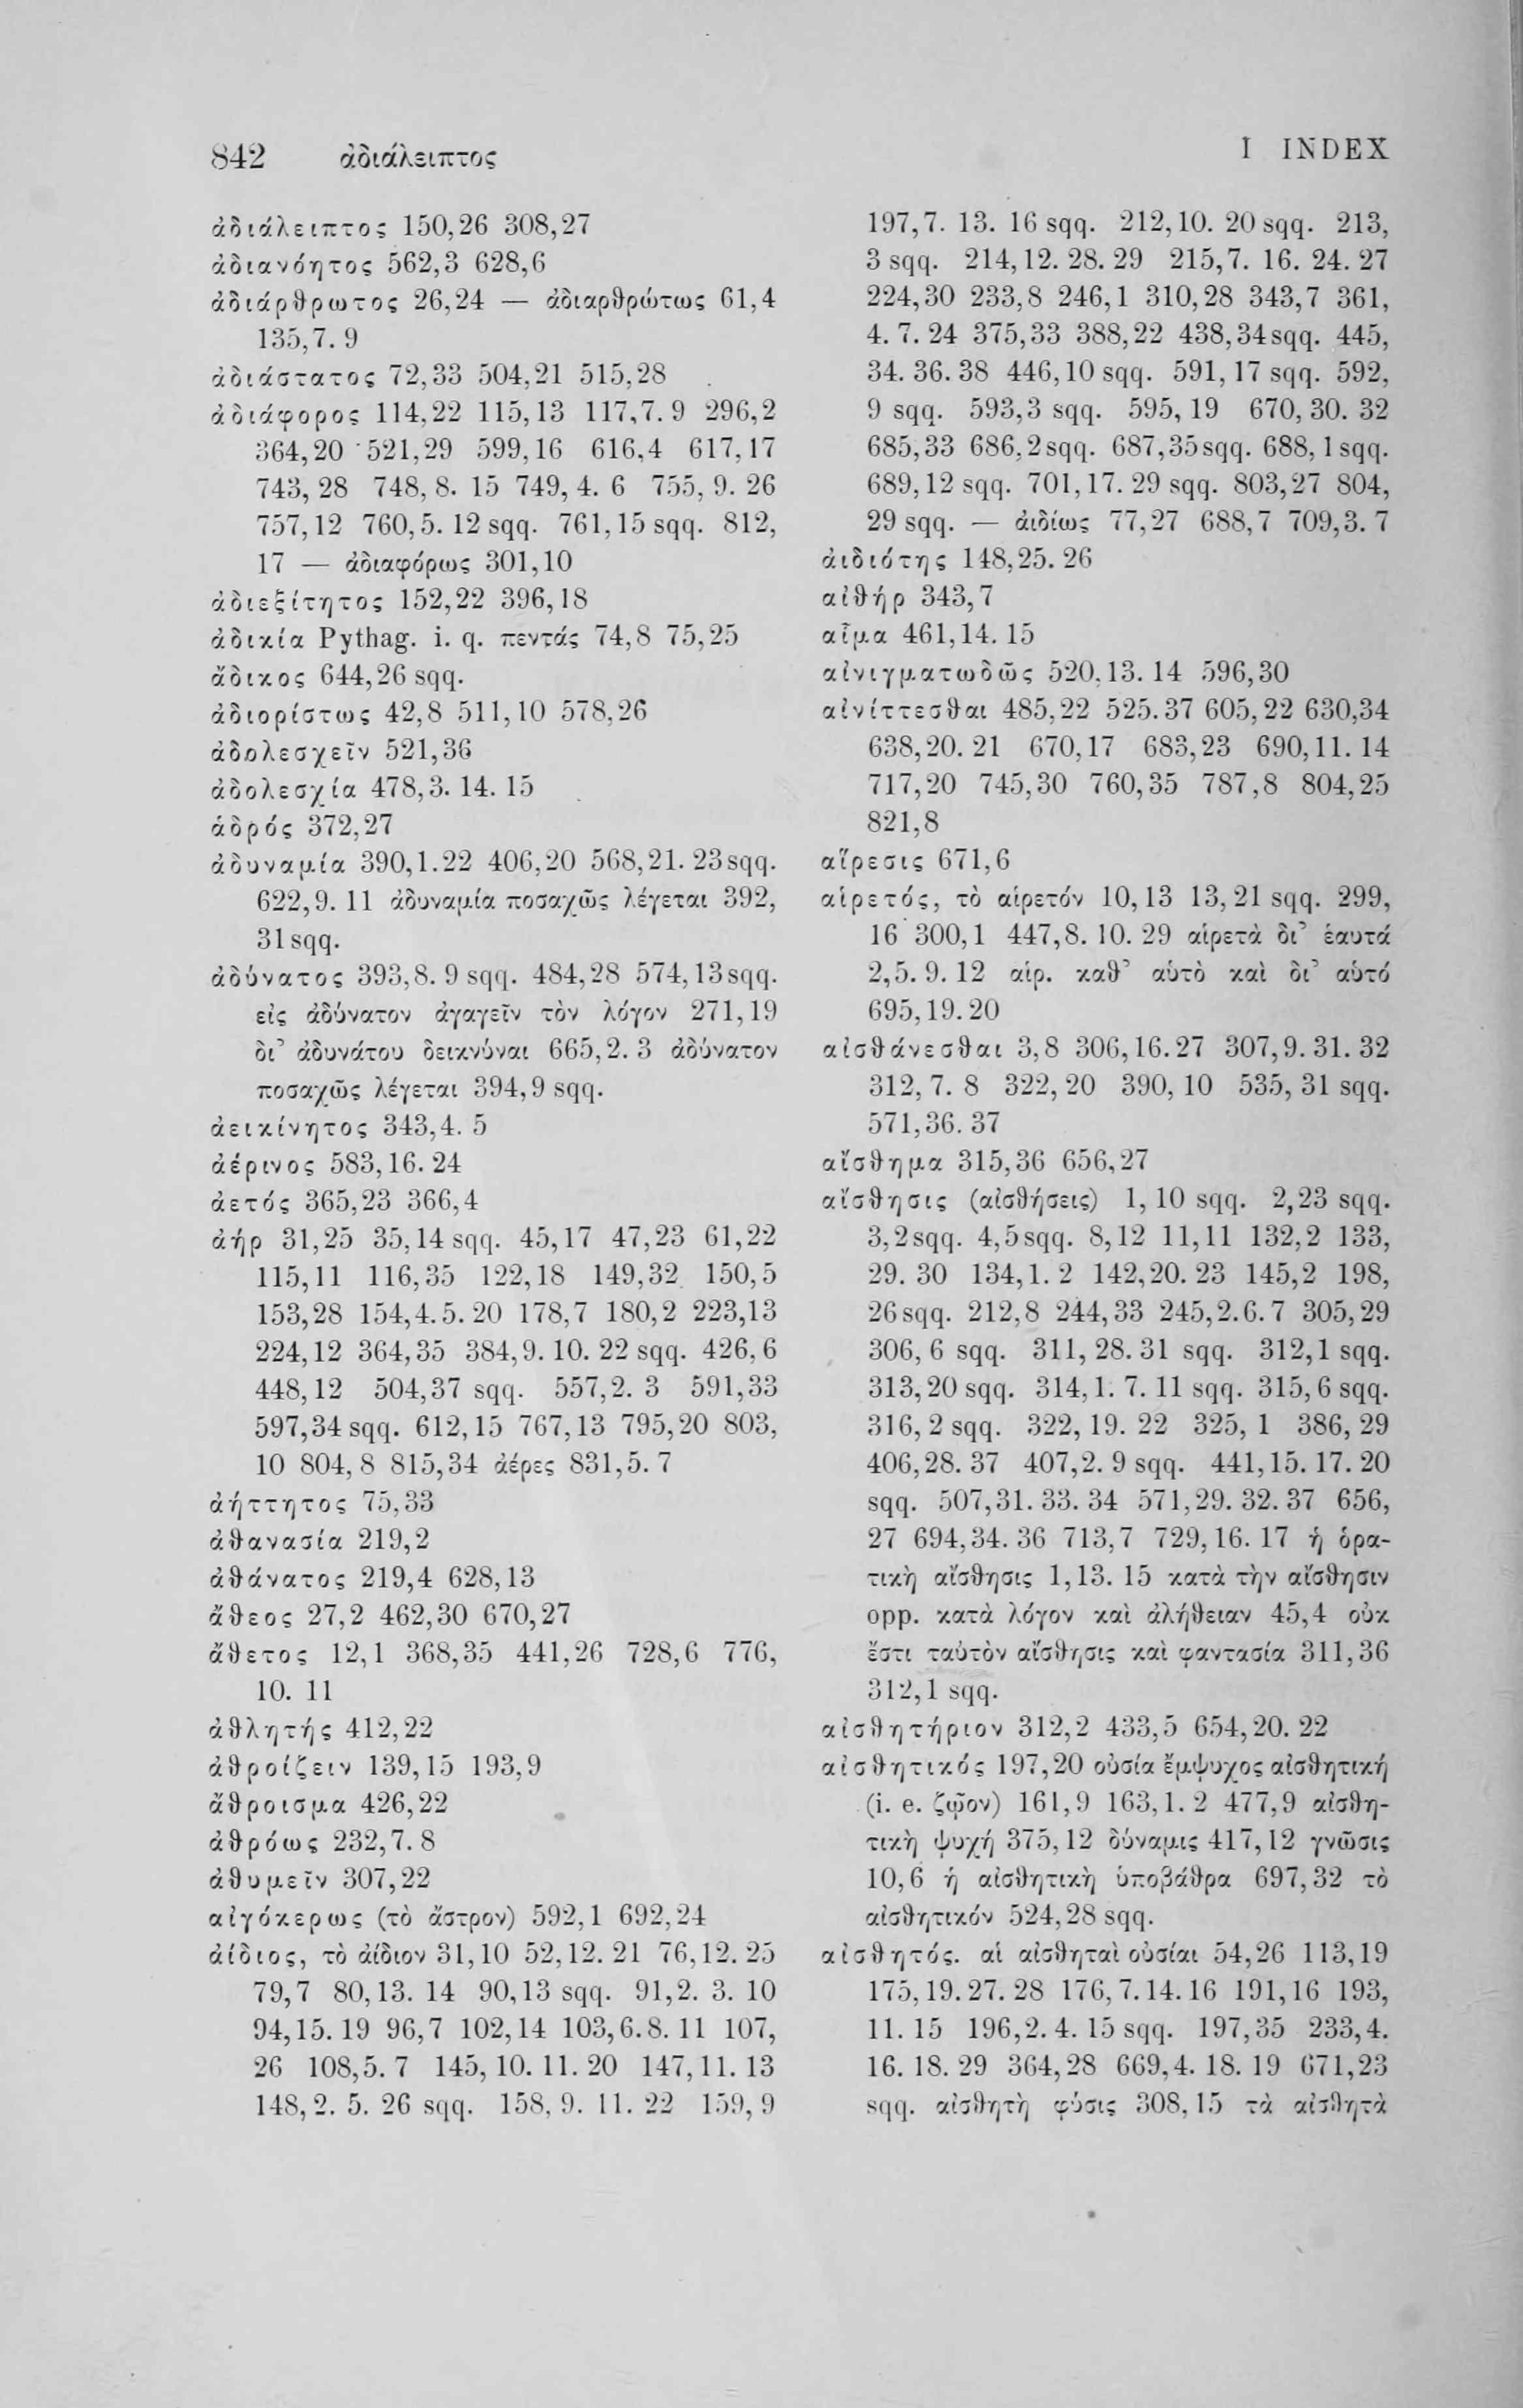 842 ἀδιάλειπτος
I INDEX
ἀδιάλειπτος 150,26 308,27
ἀδιανόητος 562,3 628,6
ἀδιάρθρωτος 26,24 — ἀδιαρθρώτως 61,4
135,7. 9
ἀδιάστατος 72,33 504,21 515,28
ἀδιάφορος 114,22 115,13 117,7. 9 296,2
364,20 521,29 599,16 616,4 617,17
743, 28 748, 8. 15 749, 4. 6 755, 9. 26
757,12 760,5. 12 sqq. 761,15 sqq. 812,
17 — ἀδιαφόρως 301,10
ἀδιεξίτητος 152,22 396,18
ἀδικία Pythag. i. q. πεντάς 74,8 75,25
ἄδικος 644,26 sqq.
ἀδιορίστως 42,8 511,10 578,26
ἀδολεσχεῖν 521,36
ἀδολεσχία 478,3. 14. 15
ἁδρός 372,27
ἀδυναμία 390,1.22 406,20 568,21. 23sqq.
622,9. 11 ἀδυναμία ποσαχῶς λέγεται 392,
31sqq.
ἀδύνατος 393,8. 9 sqq. 484,28 574,13sqq.
εἰς ἀδύνατον ἀγαγεῖν τὸν λόγον 271,19
δι’ ἀδυνάτου δεικνύναι 665,2. 3 ἀδύνατον
ποσαχῶς λέγεται 394,9 sqq.
ἀεικίνητος 343,4. 5
ἀέρινος 583,16. 24
ἀετός 365,23 366,4
ἀήρ 31,25 35,14 sqq. 45,17 47,23 61,22
115,11 116,35 122,18 149,32 150,5
153,28 154,4. 5. 20 178,7 180,2 223,13
224,12 364,35 384,9. 10. 22 sqq. 426,6
448,12 504,37 sqq. 557,2. 3 591,33
597,34 sqq. 612,15 767,13 795,20 803,
10 804, 8 815,34 ἀέρες 831,5. 7
ἀήττητος 75,33
ἀθανασία 219,2
ἀθάνατος 219,4 628,13
ἄθεος 27,2 462,30 670,27
ἄθετος 12,1 368,35 441,26 728,6 776,
10. 11
ἀθλητής 412,22
ἀθροίζειν 139,15 193,9
ἄθροισμα 426,22
ἀθρόως 232,7. 8
ἀθυμεῖν 307,22
αἰγόκερως (τὸ ἄστρον) 592,1 692,24
ἀίδιος, τὸ ἀίδιον 31,10 52,12. 21 76,12. 25
79,7 80,13. 14 90,13 sqq. 91,2. 3. 10
94,15. 19 96,7 102,14 103,6. 8. 11 107,
26 108,5. 7 145, 10. 11. 20 147,11. 13
148, 2. 5. 26 sqq. 158, 9. 11. 22 159, 9
197,7. 13. 16 sqq. 212,10. 20 sqq. 213,
3 sqq. 214,12. 28. 29 215,7. 16. 24. 27
224,30 233,8 246,1 310,28 343,7 361,
4. 7. 24 375,33 388,22 438,34sqq. 445,
34. 36. 38 446,10 sqq. 591, 17 sqq. 592,
9 sqq. 593,3 sqq. 595, 19 670, 30. 32
685,33 686,2sqq. 687,35sqq. 688, 1 sqq.
689,12 sqq. 701,17. 29 sqq. 803,27 804,
29 sqq. — ἀιδίως 77,27 688,7 709,3. 7
ἀιδιότης 148,25. 26
αἰθήρ 343,7
αἷμα 461,14. 15
αἰνιγματωδῶς 520,13. 14 596,30
αἰνίττεσθαι 485,22 525.37 605,22 630,34
638,20. 21 670,17 683,23 690,11. 14
717,20 745,30 760,35 787,8 804,25
821,8
αἵρεσις 671,6
αἱρετός, τὸ αἱρετόν 10,13 13,21 sqq. 299,
16 300,1 447,8. 10. 29 αἱρετὰ δι’ ἑαυτά
2,5. 9. 12 αἱρ. καθ’ αὑτὸ καὶ δι’ αὑτό
695,19. 20
αἰσθάνεσθαι 3,8 306,16. 27 307,9. 31. 32
312, 7. 8 322, 20 390, 10 535, 31 sqq.
571,36. 37
αἴσθημα 315,36 656,27
αἴσθησις (αἰσθήσεις) 1, 10 sqq. 2,23 sqq.
3,2sqq. 4,5sqq. 8,12 11,11 132,2 133,
29. 30 134,1. 2 142,20. 23 145,2 198,
26sqq. 212,8 244,33 245,2.6.7 305,29
306, 6 sqq. 311, 28. 31 sqq. 312,1 sqq.
313,20 sqq. 314,1. 7. 11 sqq. 315, 6 sqq.
316, 2 sqq. 322, 19. 22 325, 1 386, 29
406,28. 37 407,2. 9 sqq. 441,15. 17. 20
sqq. 507,31. 33. 34 571,29. 32. 37 656,
27 694,34. 36 713,7 729,16. 17 ἡ ὁρα-
τικὴ αἴσθησις 1,13. 15 κατὰ τὴν αἴσθησιν
opp. κατὰ λόγον καὶ ἀλήθειαν 45,4 οὐκ
ἔστι ταὐτὸν αἴσθησις καὶ φαντασία 311,36
312,1 sqq.
αἰσθητήριον 312,2 433,5 654,20. 22
αἰσθητικός 197,20 οὐσία ἔμψυχος αἰσθητική
(i. e. ζῷον) 161,9 163,1. 2 477,9 αἰσθη-
τικὴ ψυχή 375,12 δύναμις 417,12 γνῶσις
10,6 ἡ αἰσθητικὴ ὑποβάθρα 697,32 τὸ
αἰσθητικόν 524,28 sqq.
αἰσθητός. αἱ αἰσθηταὶ οὐσίαι 54,26 113,19
175,19. 27. 28 176,7. 14. 16 191,16 193,
11. 15 196,2. 4. 15 sqq. 197,35 233,4.
16. 18. 29 364,28 669,4. 18. 19 671,23
sqq. αἰσθητὴ φύσις 308,15 τὰ αἰσθητὰ